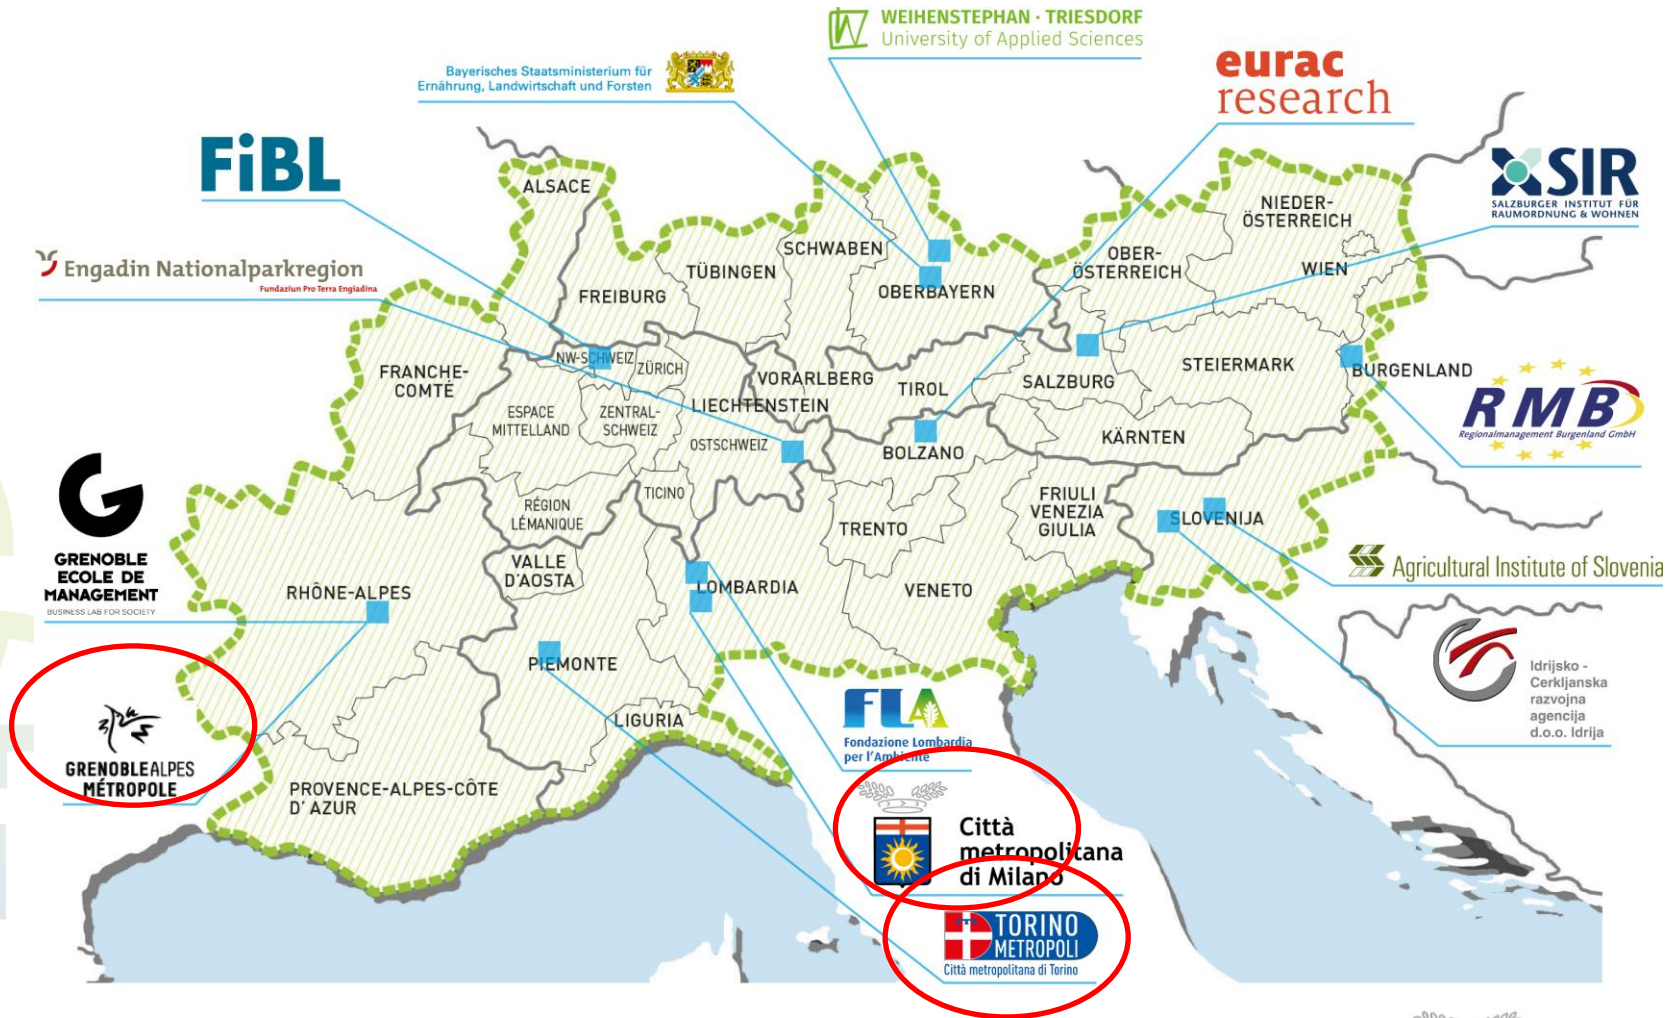 WEIHENSTEPHAN · TRIESDORF
University of Applied Sciences
Bayerisches Staatsministerium für
Ernährung, Landwirtschaft und Forsten
eurac
research
FiBL
SIR
SALZBURGER INSTITUT FÜR
RAUMORDNUNG & WOHNEN
Engadin Nationalparkregion
Fundaziun Pro Terra Engiadina
ALSACE
NIEDER-
ÖSTERREICH
SCHWABEN
OBER-
ÖSTERREICH
WIEN
TÜBINGEN
FREIBURG
OBERBAYERN
NW-SCHWEIZ
ZÜRICH
FRANCHE-
COMTÉ
VORARLBERG
TIROL
SALZBURG
STEIERMARK
BURGENLAND
LIECHTENSTEIN
ESPACE
MITTELLAND
ZENTRAL-
SCHWEIZ
OSTSCHWEIZ
BOLZANO
KÄRNTEN
RMB
Regionalmanagement Burgenland GmbH
G
GRENOBLE
ECOLE DE
MANAGEMENT
BUSINESS LAB FOR SOCIETY
RÉGION
LÉMANIQUE
TICINO
TRENTO
FRIULI
VENEZIA
GIULIA
SLOVENIJA
VALLE
D'AOSTA
RHÔNE-ALPES
LOMBARDIA
VENETO
Agricultural Institute of Slovenia
PIEMONTE
LIGURIA
Idrijsko -
Cerkljanska
razvojna
agencija
d.o.o. Idrija
GRENOBLEALPES
MÉTROPOLE
PROVENCE-ALPES-CÔTE
D' AZUR
FLA
Fondazione Lombardia
per l'Ambiente
Città
metropolitana
di Milano
TORINO
METROPOLI
Città metropolitana di Torino